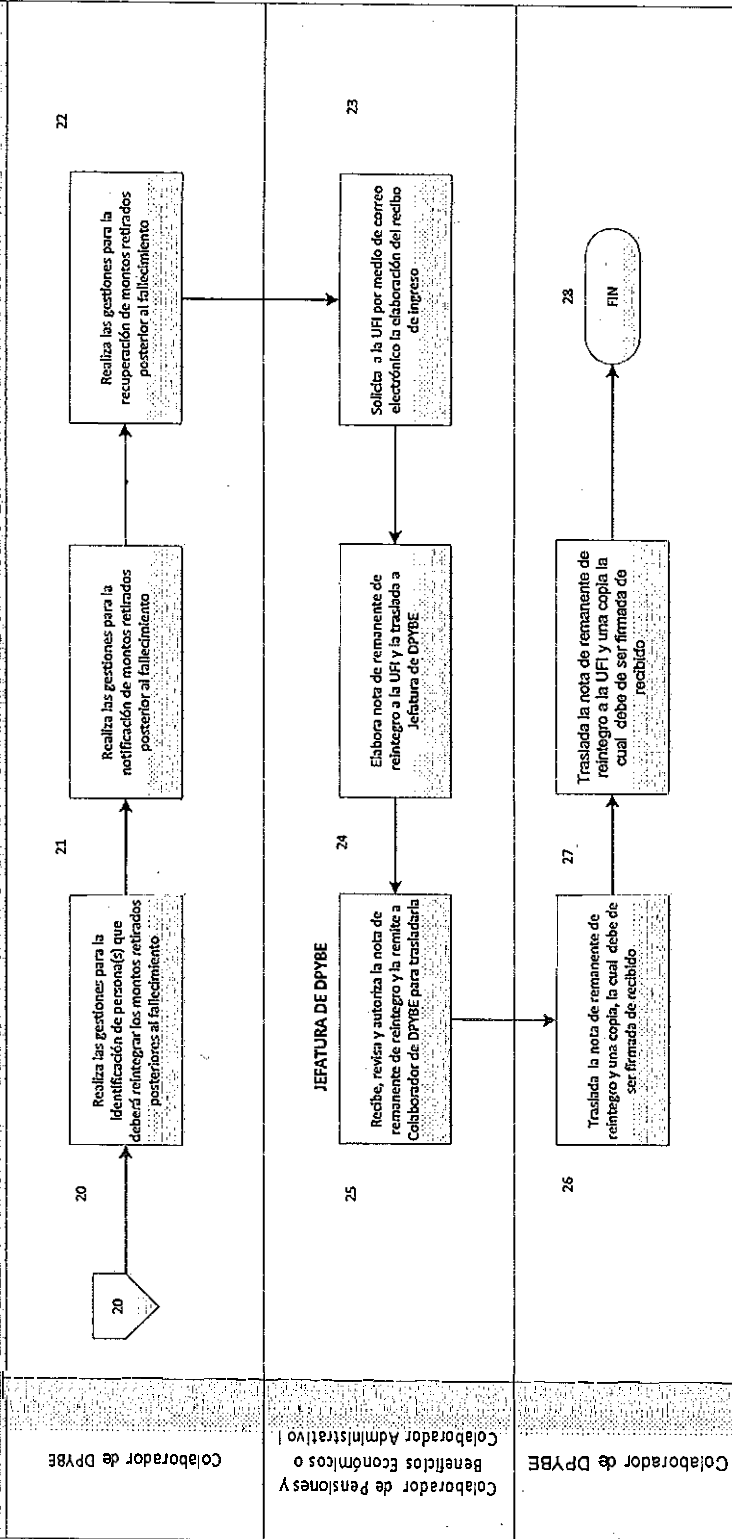 Colaborador de DPYBE
20
20
Realiza las gestiones para la
Identificación de persona(s) que
deberá reintegrar los montos retirados
posteriores al fallecimiento
21
Realiza las gestiones para la
notificación de montos retirados
posterior al fallecimiento
22
Realiza las gestiones para la
recuperación de montos retirados
posterior al fallecimiento
Colaborador de Pensiones y
Beneficios Económicos o
Colaborador Administrativo I
23
Solicita a la UFI por medio de correo
electrónico la elaboración del recibo
de ingreso
24
Elabora nota de remanente de
reintegro a la UFI y la traslada a
Jefatura de DPYBE
JEFATURA DE DPYBE
25
Recibe, revisa y autoriza la nota de
remanente de reintegro y la remite a
Colaborador de DPYBE para trasladarla
Colaborador de DPYBE
26
Traslada la nota de remanente de
reintegro y una copia, la cual debe de
ser firmada de recibido
27
Traslada la nota de remanente de
reintegro a la UFI y una copia la
cual debe de ser firmada de
recibido
28
FIN